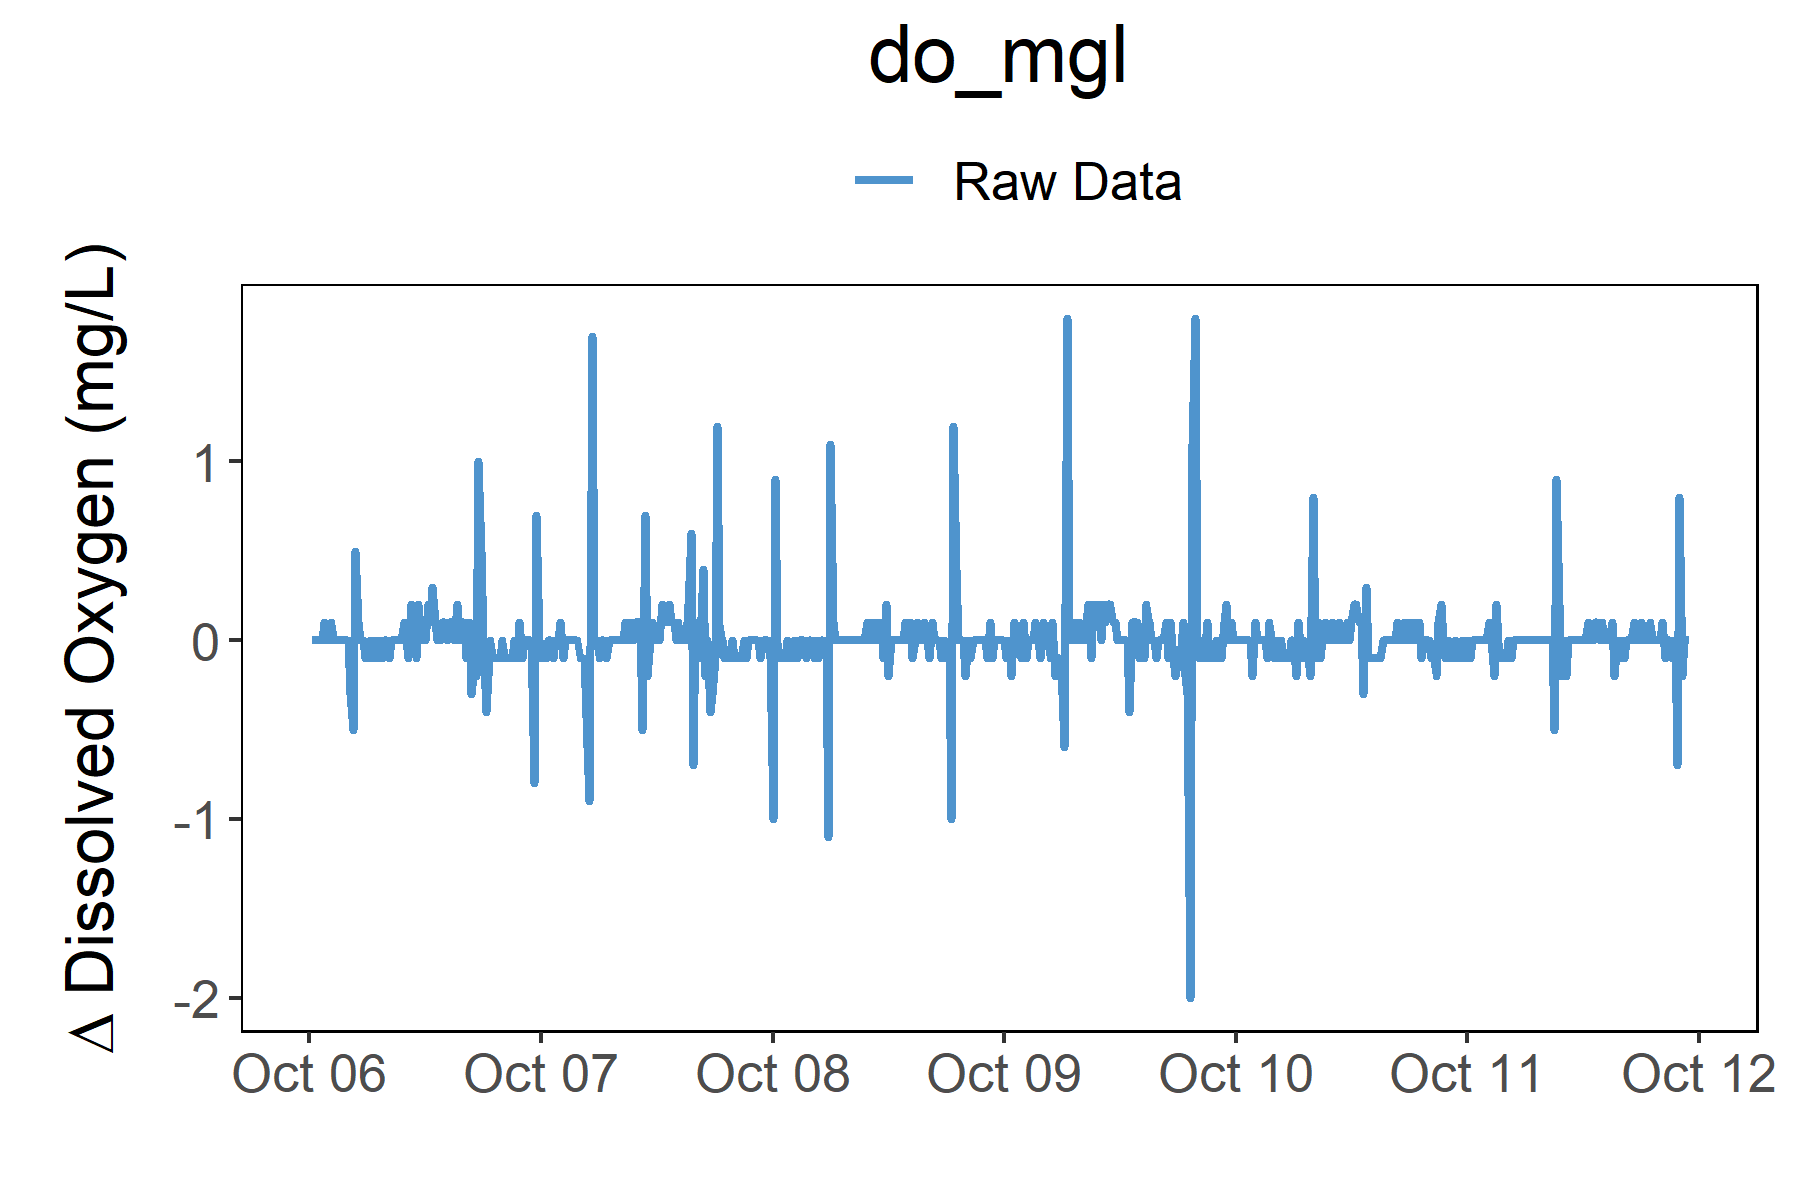 do_mgl
Raw Data
Δ Dissolved Oxygen (mg/L)
1
0
-1
-2
Oct 06 Oct 07 Oct 08 Oct 09 Oct 10 Oct 11 Oct 12